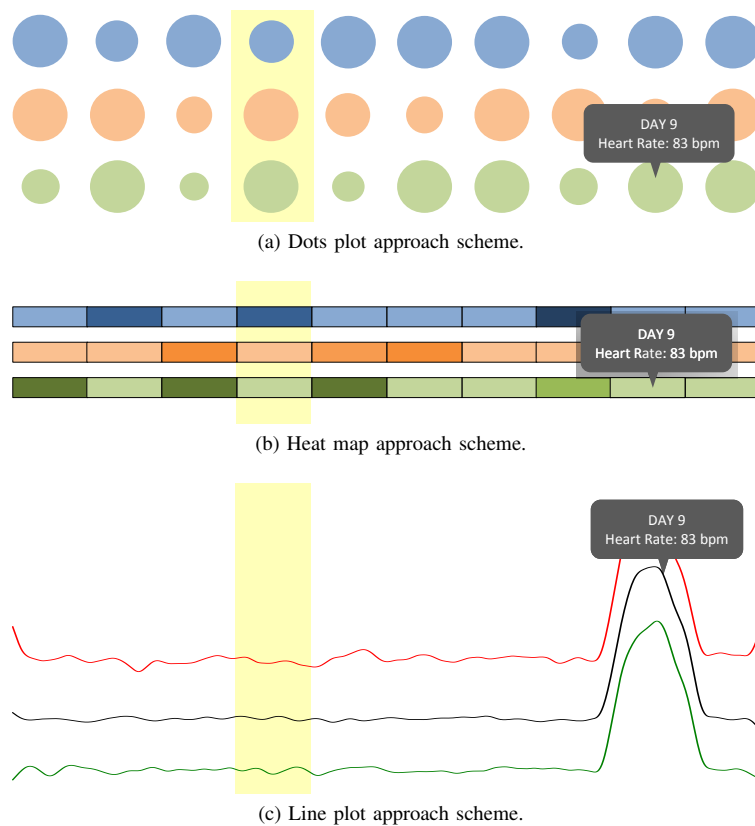 DAY 9
Heart Rate: 83 bpm
(a) Dots plot approach scheme.
DAY 9
Heart Rate: 83 bpm
(b) Heat map approach scheme.
DAY 9
Heart Rate: 83 bpm
(c) Line plot approach scheme.